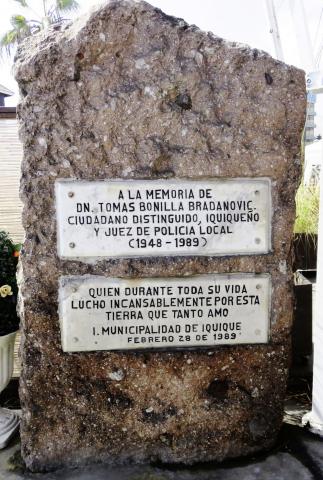 A LA MEMORIA DE
DN. TOMAS BONILLA BRADANOVIC.
CIUDADANO DISTINGUIDO, IQUIQUEÑO
Y JUEZ DE POLICIA LOCAL
(1948-1989)
QUIEN DURANTE TODA SU VIDA
LUCHO INCANSABLEMENTE POR ESTA
TIERRA QUE TANTO AMO
I. MUNICIPALIDAD DE IQUIQUE
FEBRERO 28 DE 1989